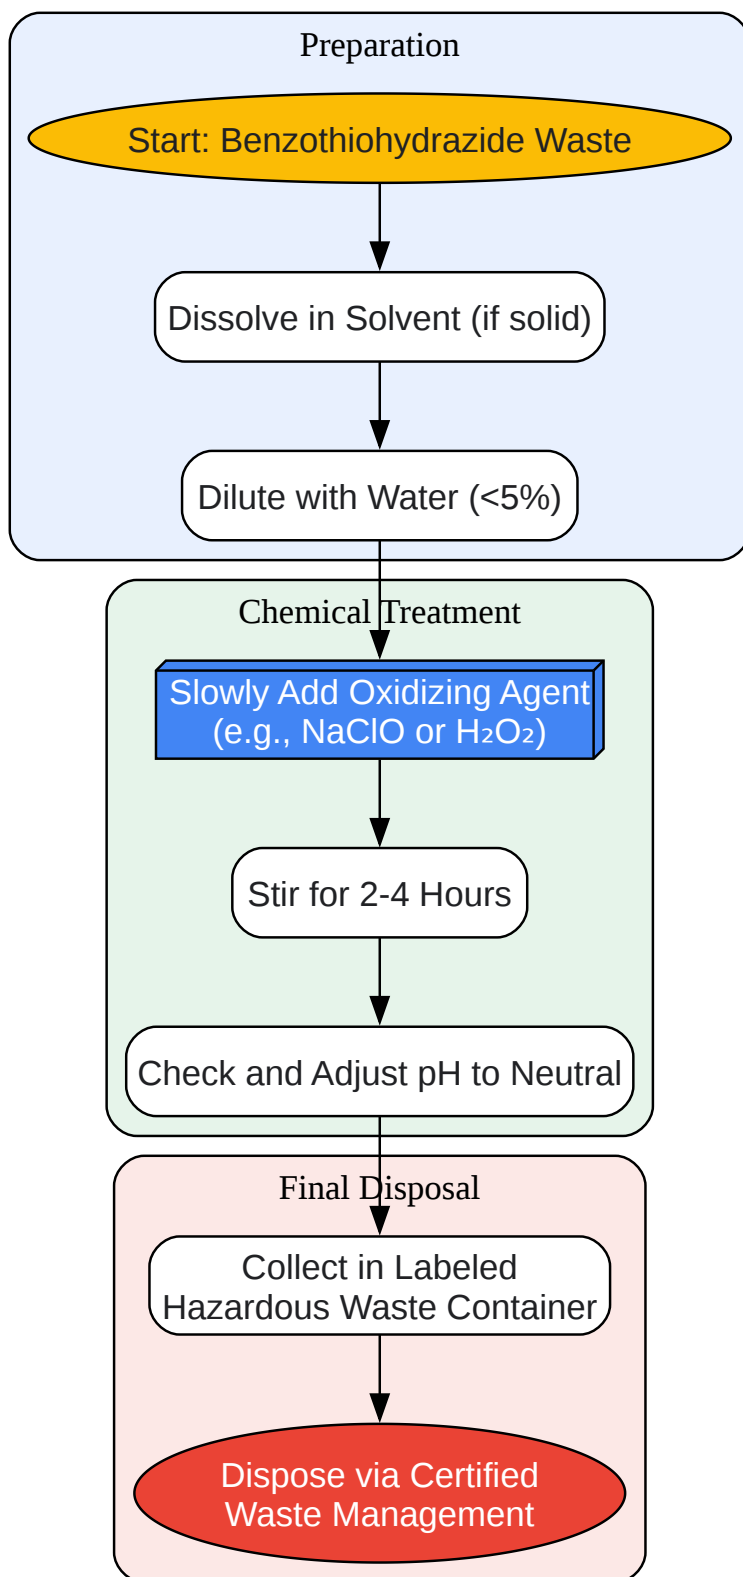 Preparation
Start: Benzothiohydrazide Waste
Dissolve in Solvent (if solid)
Dilute with Water (<5%)
Chemical Treatment
Slowly Add Oxidizing Agent
(e.g., NaClO or H₂O₂)
Stir for 2-4 Hours
Check and Adjust pH to Neutral
Final Disposal
Collect in Labeled
Hazardous Waste Container
Dispose via Certified
Waste Management